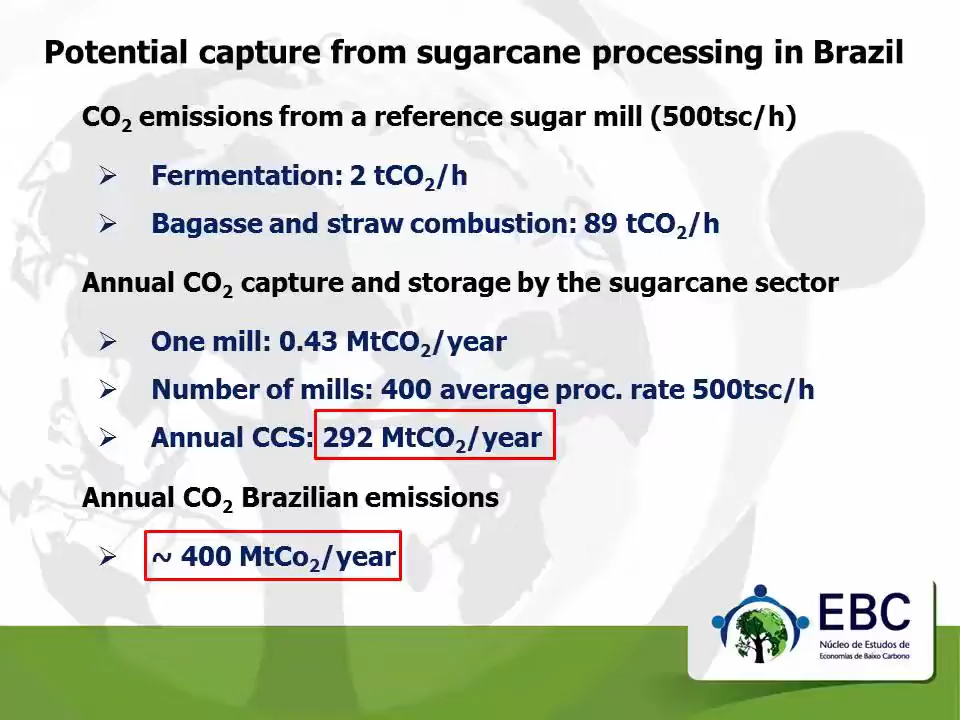 Potential capture from sugarcane processing in Brazil
CO₂ emissions from a reference sugar mill (500tsc/h)
➢ Fermentation: 2 tCO₂/h
➢ Bagasse and straw combustion: 89 tCO₂/h
Annual CO₂ capture and storage by the sugarcane sector
➢ One mill: 0.43 MtCO₂/year
➢ Number of mills: 400 average proc. rate 500tsc/h
➢ Annual CCS: 292 MtCO₂/year
Annual CO₂ Brazilian emissions
➢ ~ 400 MtCo₂/year
EBC
Núcleo de Estudos de
Economias de Baixo Carbono